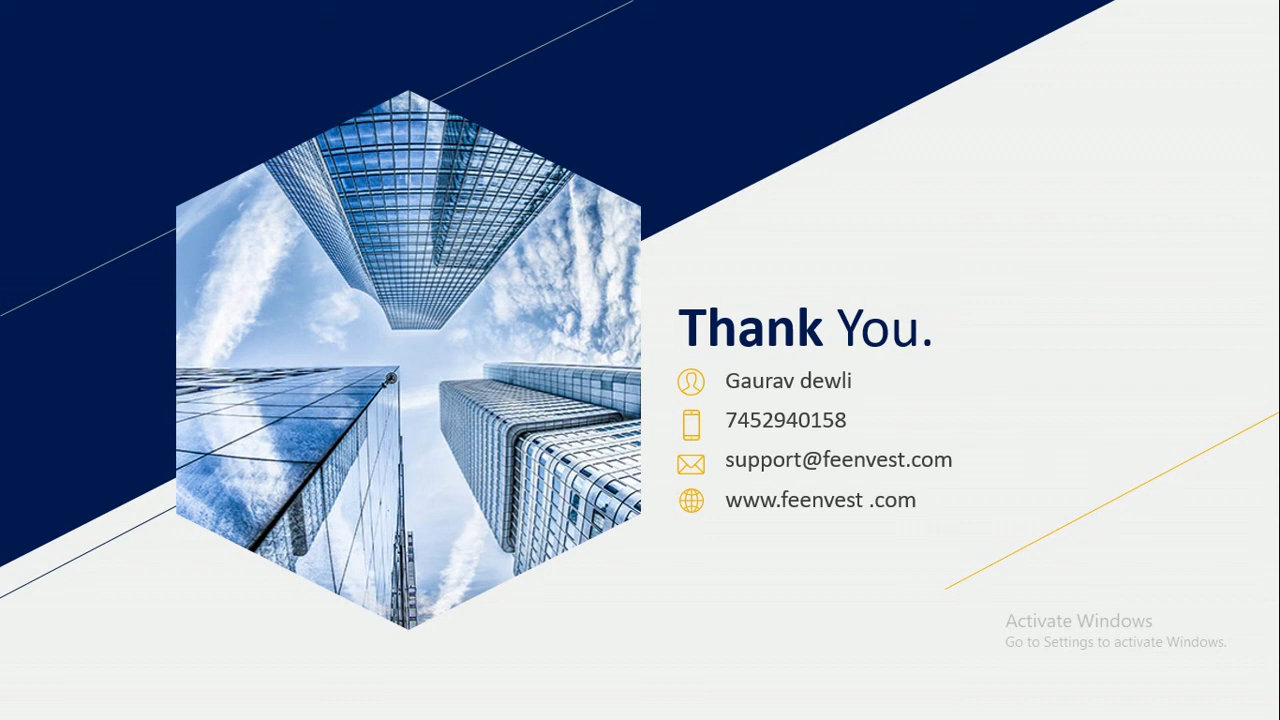 Thank You.
Gaurav dewli
7452940158
support@feenvest.com
www.feenvest .com
Activate Windows
Go to Settings to activate Windows.